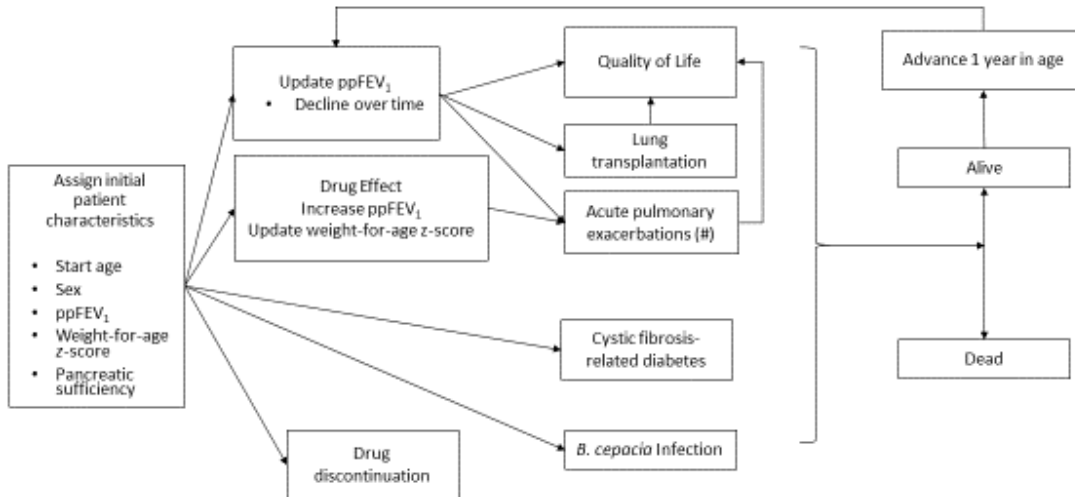 Assign initial
patient
characteristics
• Start age
• Sex
• ppFEV₁
• Weight-for-age
z-score
• Pancreatic
sufficiency
Update ppFEV₁
• Decline over time
Drug Effect
Increase ppFEV₁
Update weight-for-age z-score
Drug
discontinuation
Quality of Life
Lung
transplantation
Acute pulmonary
exacerbations (#)
Cystic fibrosis-
related diabetes
B. cepacia Infection
Advance 1 year in age
Alive
Dead